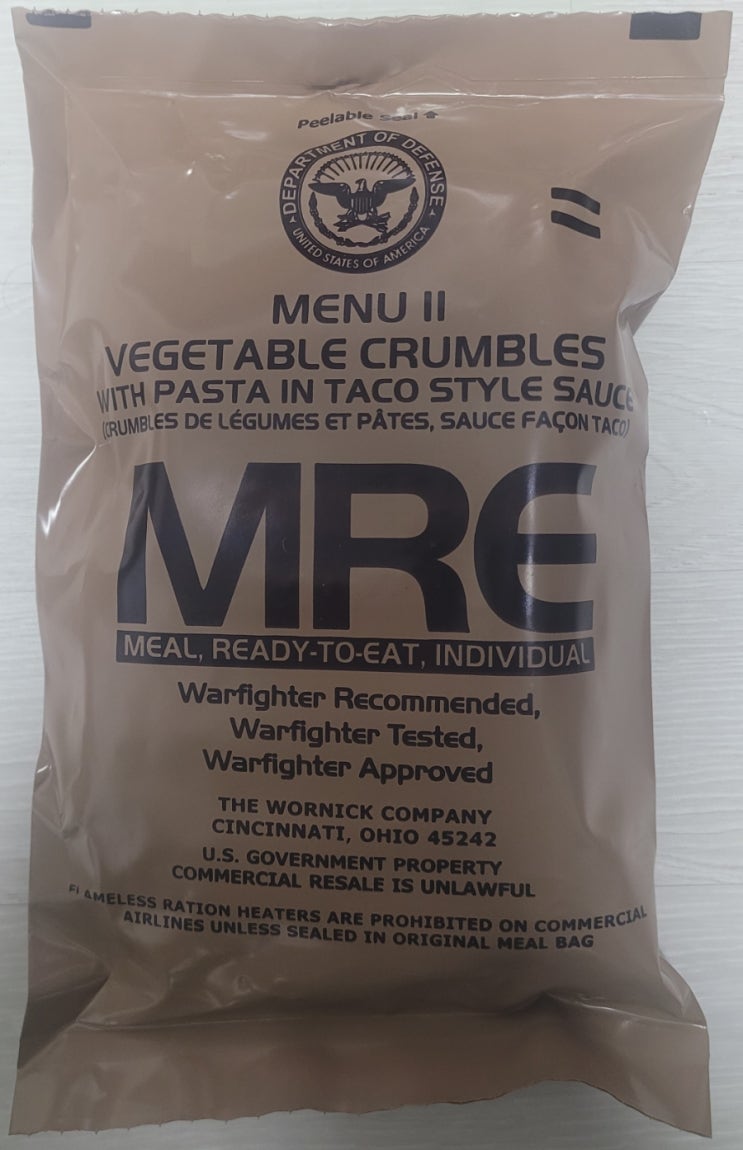 Peelable Seal
DEPARTMENT OF DEFENSE
UNITED STATES OF AMERICA
MENU 11
VEGETABLE CRUMBLES
WITH PASTA IN TACO STYLE SAUCE
(CRUMBLES DE LÉGUMES ET PÂTES, SAUCE FAÇON TACO)
MRE
MEAL, READY-TO-EAT, INDIVIDUAL
Warfighter Recommended,
Warfighter Tested,
Warfighter Approved
THE WORNICK COMPANY
CINCINNATI, OHIO 45242
U.S. GOVERNMENT PROPERTY
COMMERCIAL RESALE IS UNLAWFUL
FLAMELESS RATION HEATERS ARE PROHIBITED ON COMMERCIAL
AIRLINES UNLESS SEALED IN ORIGINAL MEAL BAG